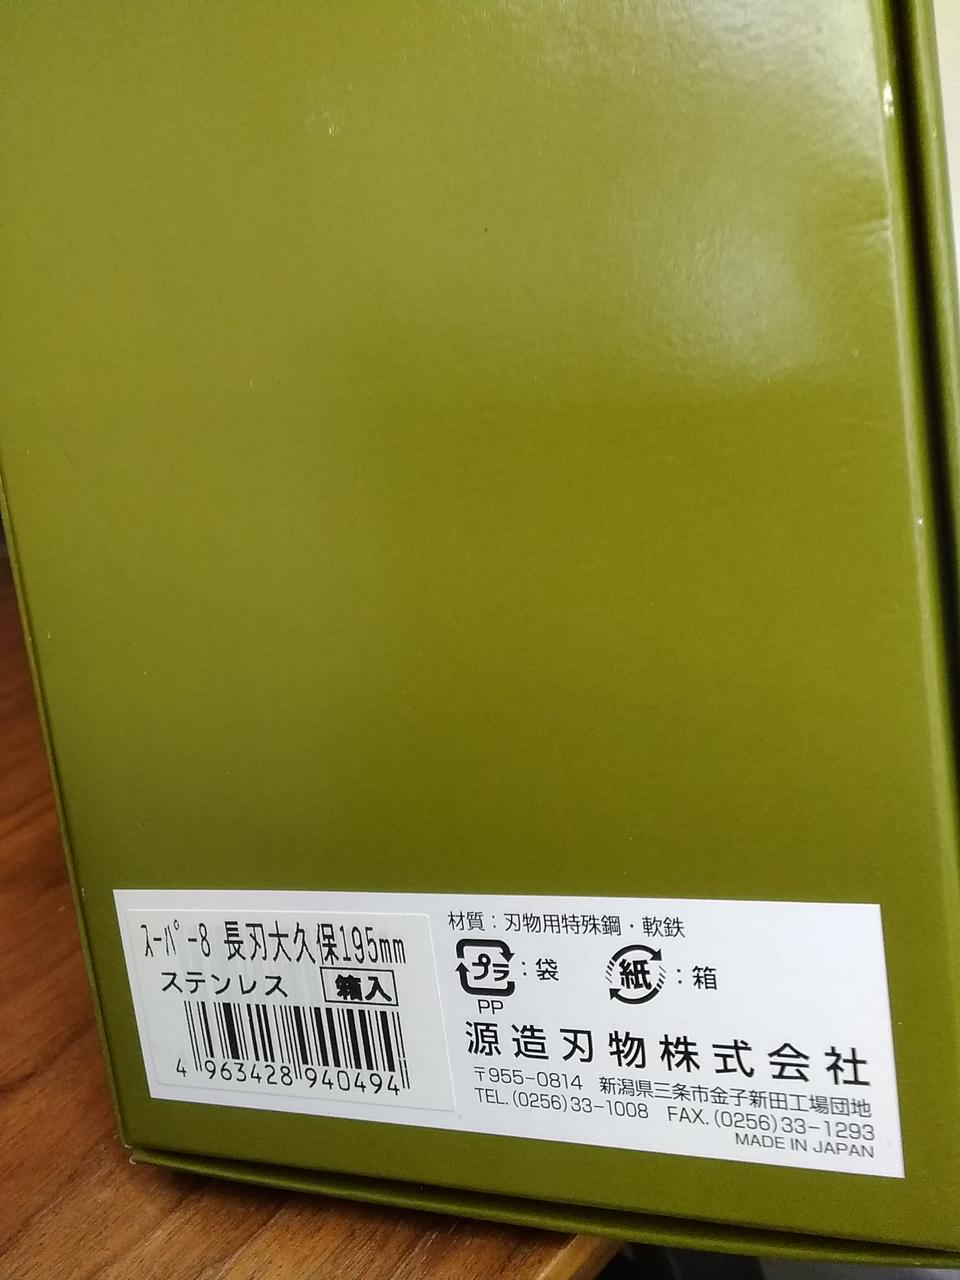 ｽｰﾊﾟｰ8 長刃大久保195mm
ステンレス 箱入
4 963428 940494
材質：刃物用特殊鋼・軟鉄
プラ：袋 紙：箱
PP
源造刃物株式会社
〒955-0814 新潟県三条市金子新田工場団地
TEL.(0256)33-1008 FAX.(0256)33-1293
MADE IN JAPAN